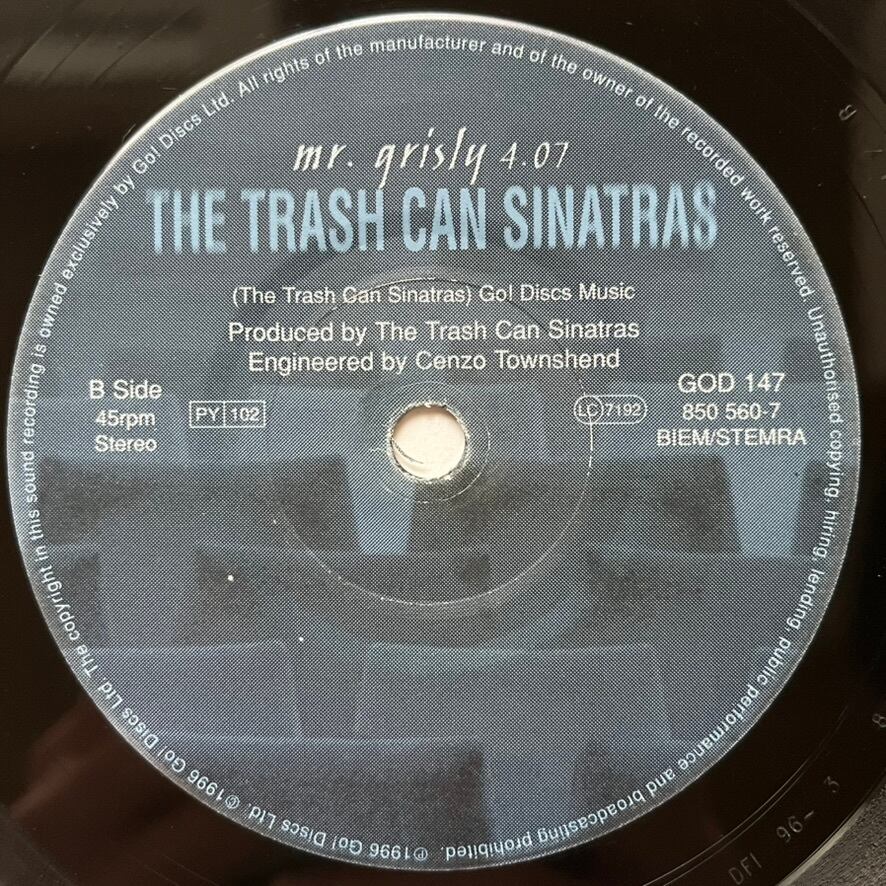 mr. grisly 4.07
THE TRASH CAN SINATRAS
(The Trash Can Sinatras) Go! Discs Music
Produced by The Trash Can Sinatras
Engineered by Cenzo Townshend
B Side
45rpm
Stereo
PY 102
LC 7192
GOD 147
850 560-7
BIEM/STEMRA
℗1996 Go! Discs Ltd. ©1996 Go! Discs Ltd. The copyright in this sound recording is owned exclusively by Go! Discs Ltd. All rights of the manufacturer and of the owner of the recorded work reserved. Unauthorised copying, hiring, lending, public performance and broadcasting prohibited.
DFI 96- 3